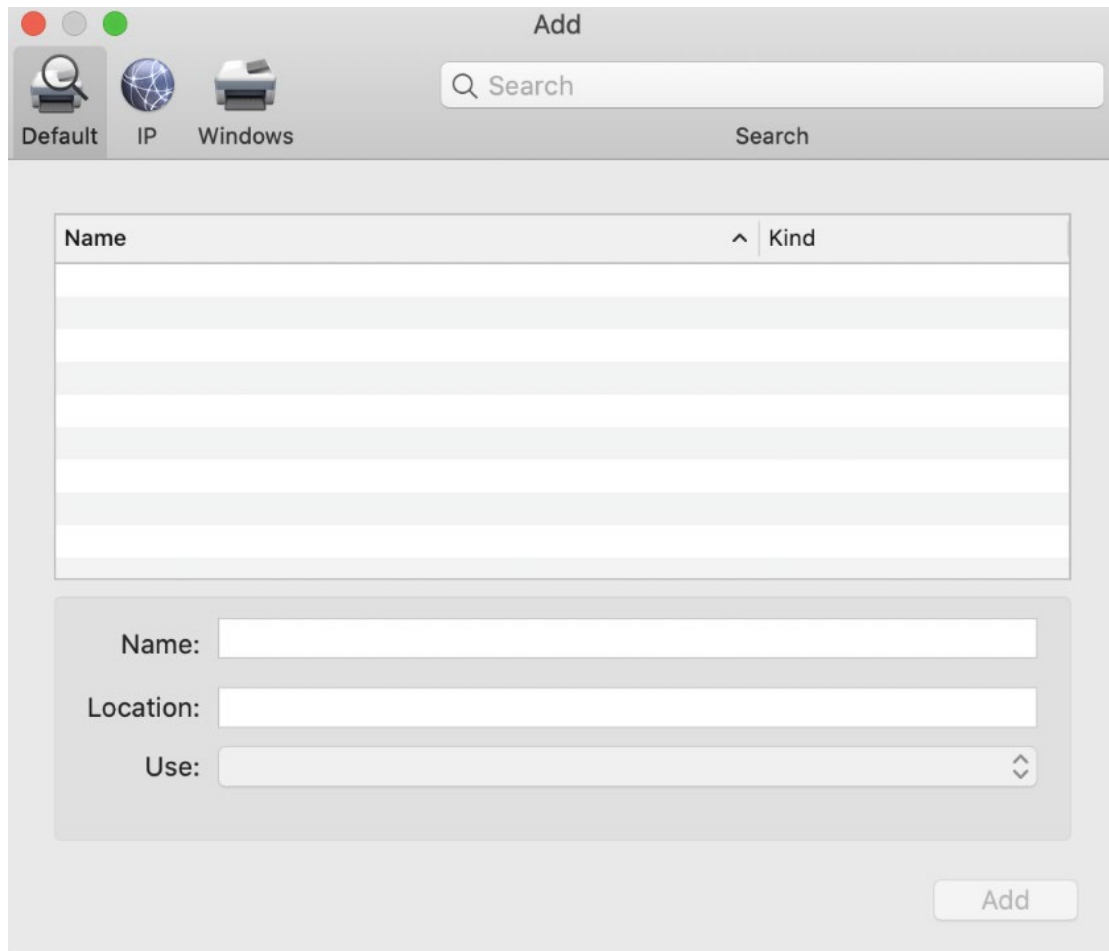 Add
Search
Default IP Windows Search
Name Kind
Name:
Location:
Use:
Add